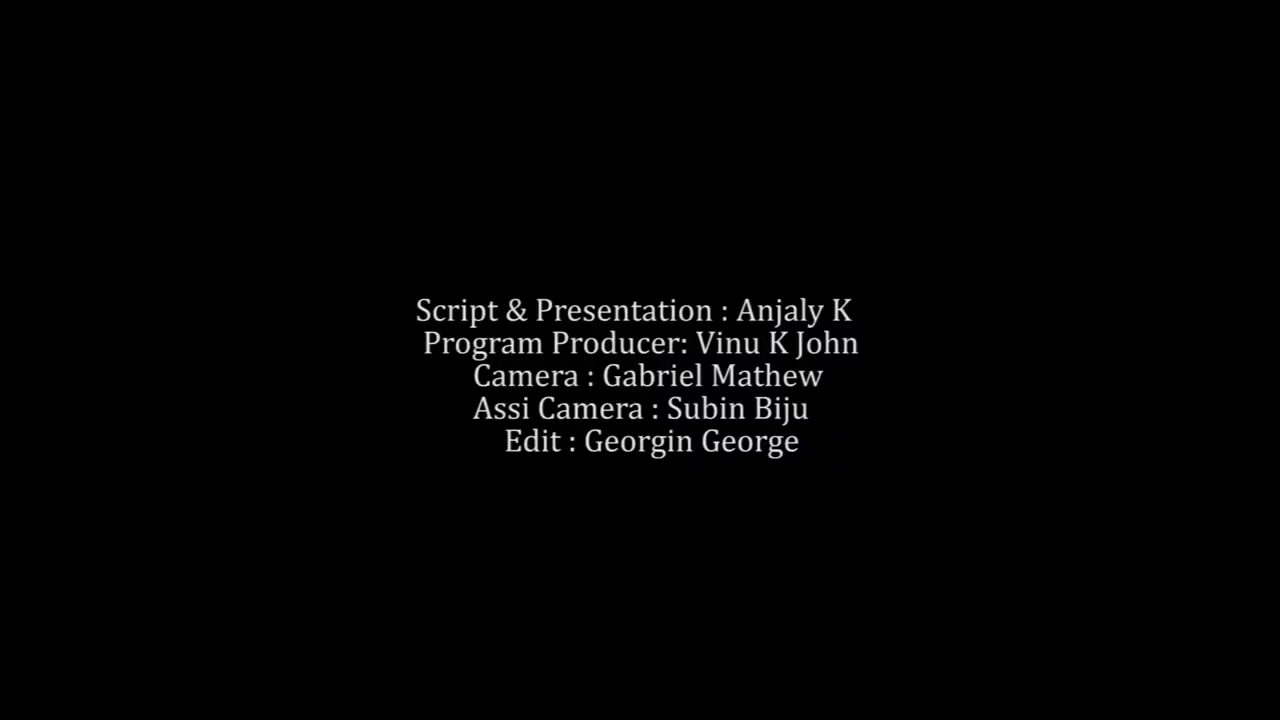 Script & Presentation : Anjaly K
Program Producer: Vinu K John
Camera : Gabriel Mathew
Assi Camera : Subin Biju
Edit : Georgin George